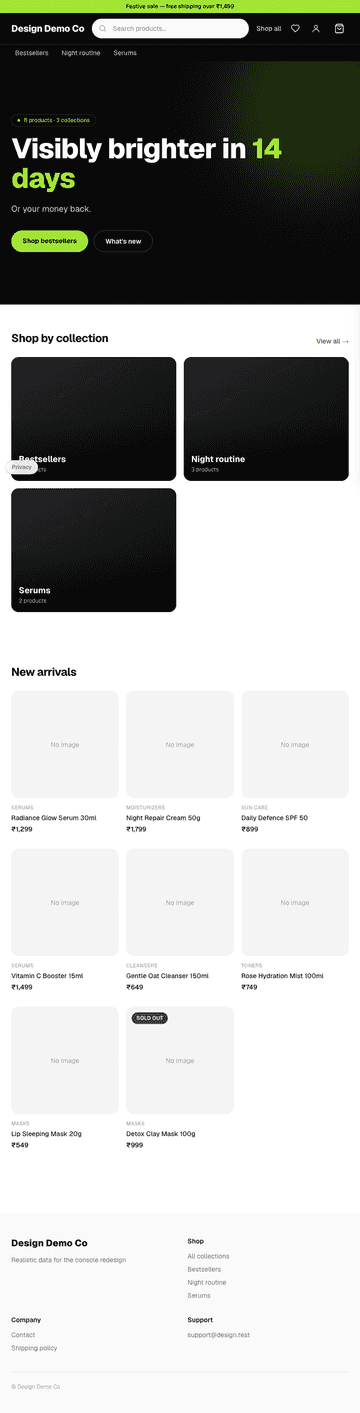 Festive sale — free shipping over ₹1,499
Design Demo Co
Search products...
Shop all
Bestsellers
Night routine
Serums
8 products · 3 collections
Visibly brighter in 14
days
Or your money back.
Shop bestsellers
What's new
Shop by collection
View all →
Bestsellers
Privacy
Night routine
3 products
Serums
2 products
New arrivals
No image
No image
No image
SERUMS
Radiance Glow Serum 30ml
₹1,299
MOISTURIZERS
Night Repair Cream 50g
₹1,799
SUN CARE
Daily Defence SPF 50
₹899
No image
No image
No image
SERUMS
Vitamin C Booster 15ml
₹1,499
CLEANSERS
Gentle Oat Cleanser 150ml
₹649
TONERS
Rose Hydration Mist 100ml
₹749
No image
SOLD OUT
No image
MASKS
Lip Sleeping Mask 20g
₹549
MASKS
Detox Clay Mask 100g
₹999
Design Demo Co
Realistic data for the console redesign
Shop
All collections
Bestsellers
Night routine
Serums
Company
Contact
Shipping policy
Support
support@design.test
© Design Demo Co